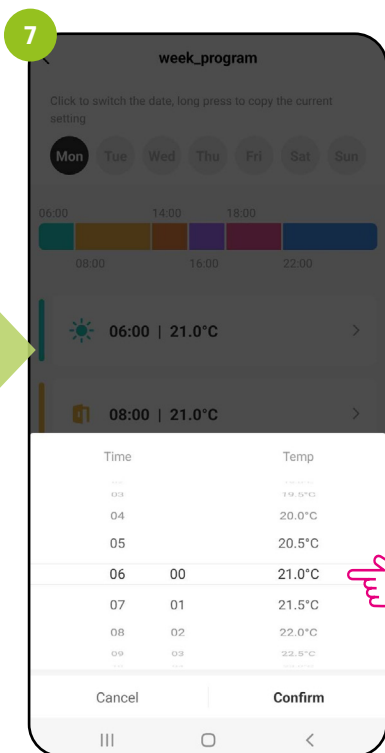 7
week_program
Click to switch the date, long press to copy the current
setting
Mon Tue Wed Thu Fri Sat Sun
06:00 14:00 18:00
08:00 16:00 22:00
06:00 | 21.0°C
08:00 | 21.0°C
Time Temp
03 19.5°C
04 20.0°C
05 20.5°C
06 00 21.0°C
07 01 21.5°C
08 02 22.0°C
09 03 22.5°C
Cancel Confirm